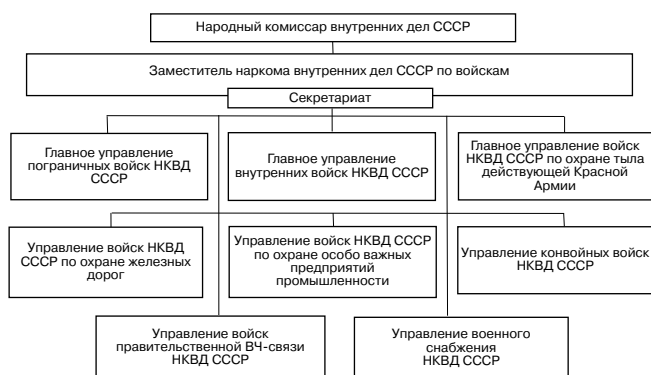 Народный комиссар внутренних дел СССР
Заместитель наркома внутренних дел СССР по войскам
Секретариат
Главное управление
пограничных войск НКВД
СССР
Главное управление
внутренних войск НКВД СССР
Главное управление войск
НКВД СССР по охране тыла
действующей Красной
Армии
Управление войск НКВД
СССР по охране железных
дорог
Управление войск НКВД СССР
по охране особо важных
предприятий
промышленности
Управление конвойных войск
НКВД СССР
Управление войск
правительственной ВЧ-связи
НКВД СССР
Управление военного
снабжения
НКВД СССР